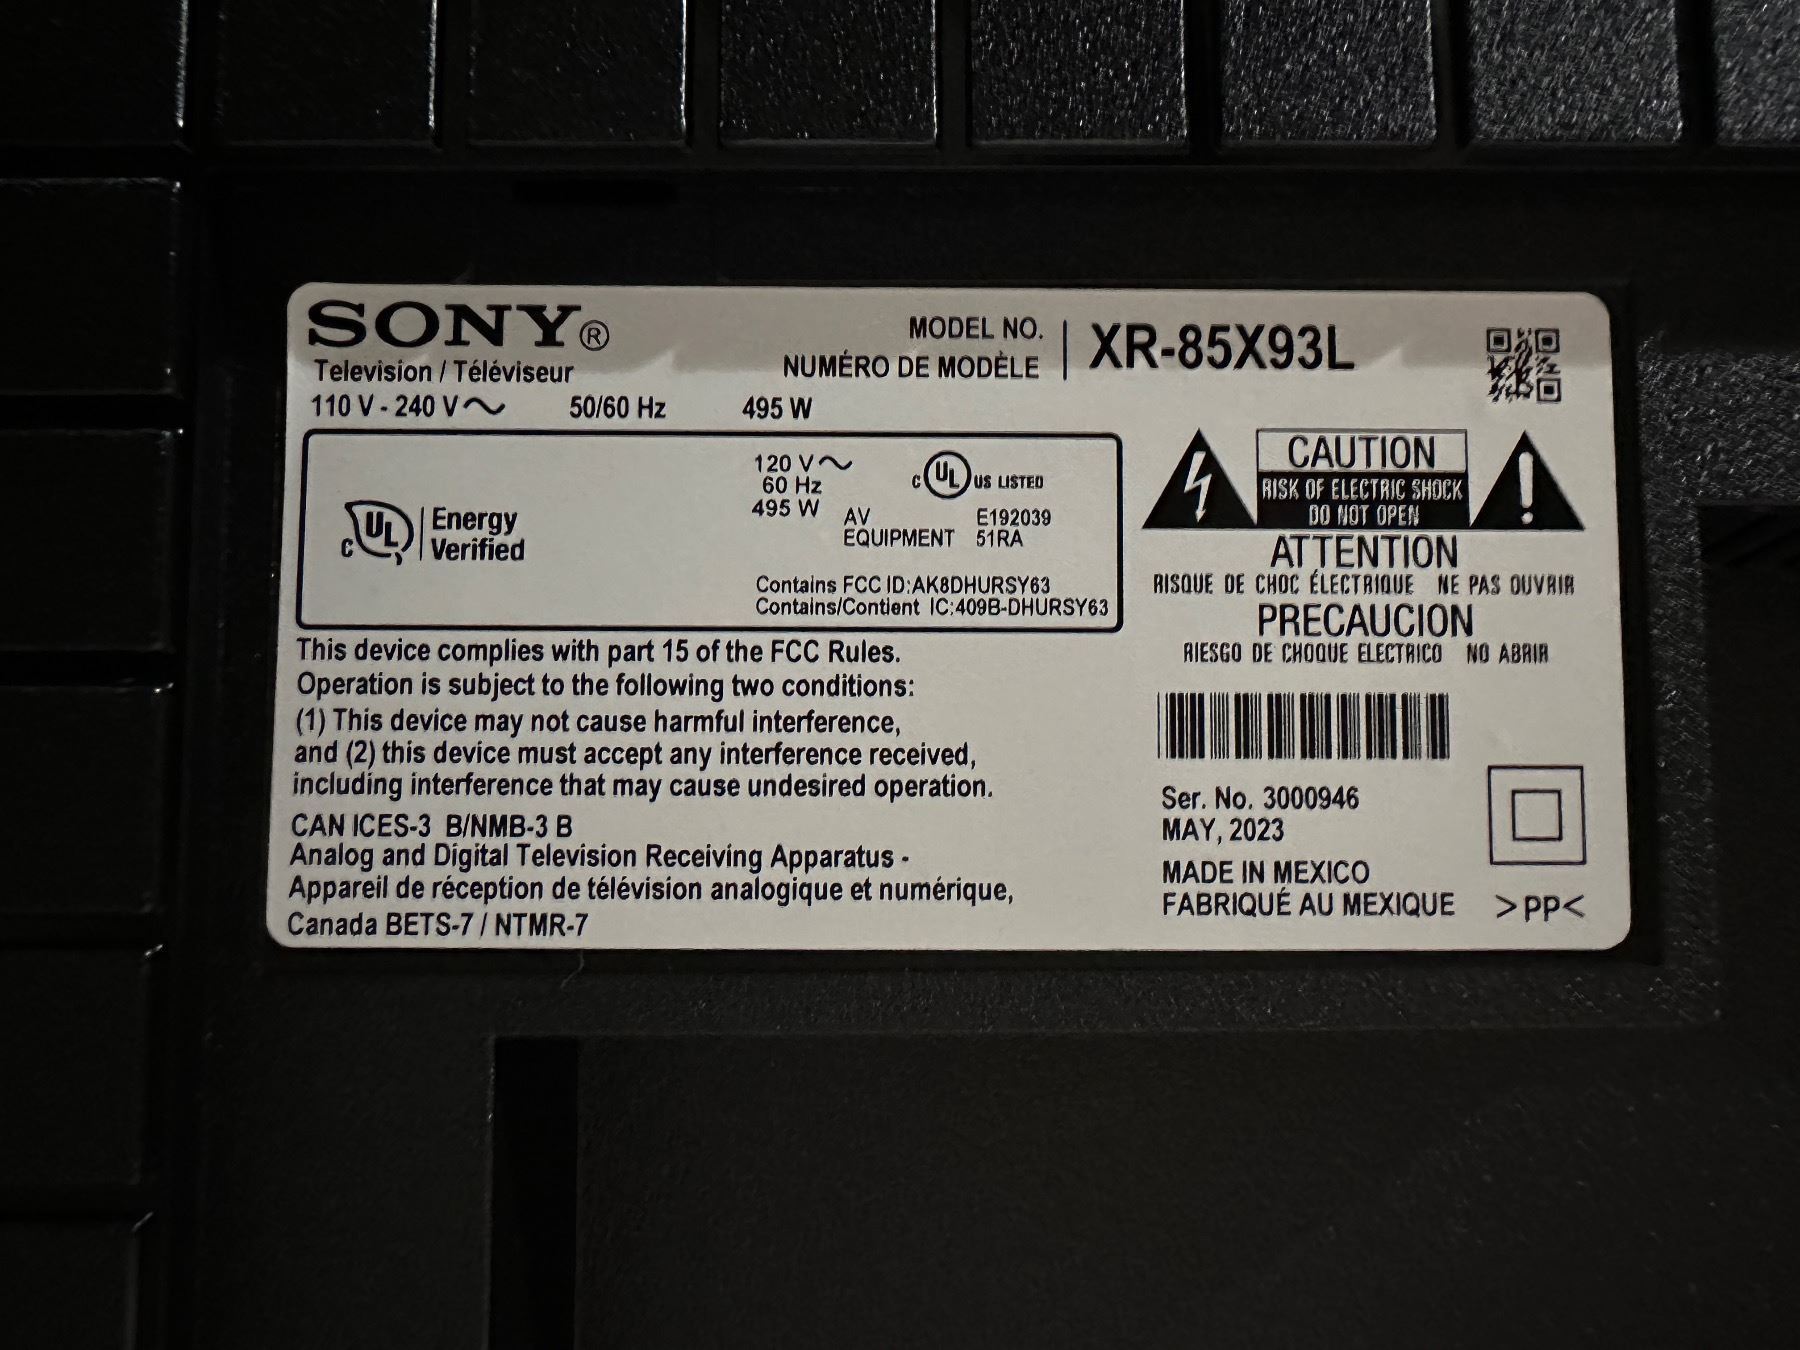 SONY®
Television / Téléviseur
MODEL NO.
NUMÉRO DE MODÈLE
XR-85X93L
110 V - 240 V～ 50/60 Hz 495 W
120 V～
60 Hz
495 W
C UL US LISTED
AV
EQUIPMENT
E192039
51RA
C UL Energy
Verified
Contains FCC ID:AK8DHURSY63
Contains/Contient IC:409B-DHURSY63
This device complies with part 15 of the FCC Rules.
Operation is subject to the following two conditions:
(1) This device may not cause harmful interference,
and (2) this device must accept any interference received,
including interference that may cause undesired operation.
CAN ICES-3 B/NMB-3 B
Analog and Digital Television Receiving Apparatus -
Appareil de réception de télévision analogique et numérique,
Canada BETS-7 / NTMR-7
CAUTION
RISK OF ELECTRIC SHOCK
DO NOT OPEN
ATTENTION
RISQUE DE CHOC ÉLECTRIQUE NE PAS OUVRIR
PRECAUCION
RIESGO DE CHOQUE ELECTRICO NO ABRIR
Ser. No. 3000946
MAY, 2023
MADE IN MEXICO
FABRIQUÉ AU MEXIQUE
>PP<